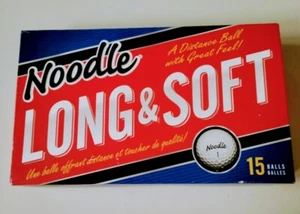 Noodle
A Distance Ball
with Great Feel!
LONG & SOFT
Une balle offrant distance et toucher de qualité!
Noodle
1
15 BALLS
BALLES